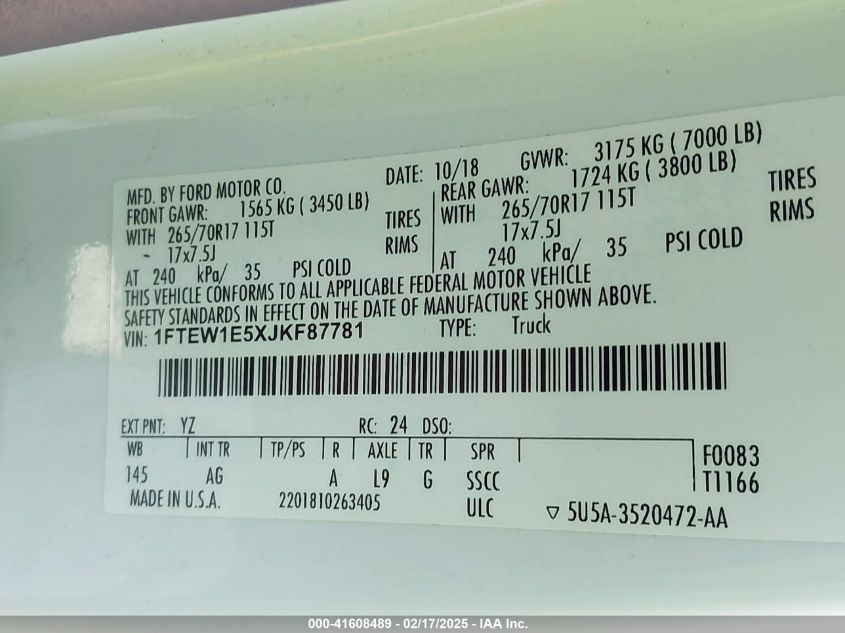 MFD. BY FORD MOTOR CO. DATE: 10/18 GVWR: 3175 KG ( 7000 LB)
FRONT GAWR: 1565 KG ( 3450 LB) REAR GAWR: 1724 KG ( 3800 LB)
WITH 265/70R17 115T TIRES WITH 265/70R17 115T TIRES
- 17x7.5J RIMS 17x7.5J RIMS
AT 240 kPa/ 35 PSI COLD AT 240 kPa/ 35 PSI COLD
THIS VEHICLE CONFORMS TO ALL APPLICABLE FEDERAL MOTOR VEHICLE
SAFETY STANDARDS IN EFFECT ON THE DATE OF MANUFACTURE SHOWN ABOVE.
VIN: 1FTEW1E5XJKF87781 TYPE: Truck
EXT PNT: YZ RC: 24 DSO:
WB INT TR TP/PS R AXLE TR SPR F0083
145 AG A L9 G SSCC T1166
MADE IN U.S.A. 2201810263405 ULC ▽ 5U5A-3520472-AA
000-41608489 - 02/17/2025 - IAA Inc.